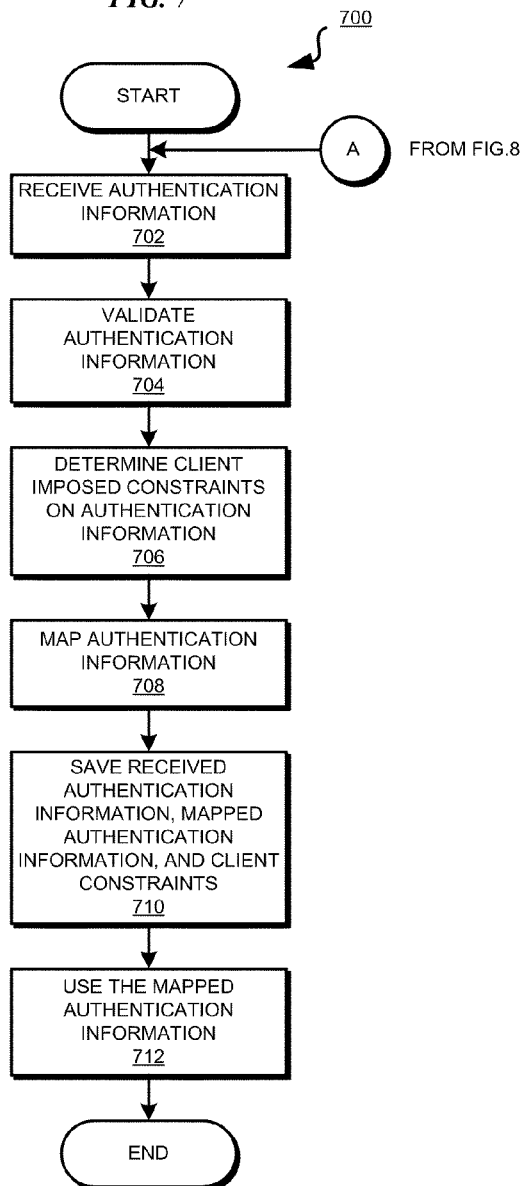 FIG. 7
700
START
A FROM FIG.8
RECEIVE AUTHENTICATION
INFORMATION
702
VALIDATE
AUTHENTICATION
INFORMATION
704
DETERMINE CLIENT
IMPOSED CONSTRAINTS
ON AUTHENTICATION
INFORMATION
706
MAP AUTHENTICATION
INFORMATION
708
SAVE RECEIVED
AUTHENTICATION
INFORMATION, MAPPED
AUTHENTICATION
INFORMATION, AND CLIENT
CONSTRAINTS
710
USE THE MAPPED
AUTHENTICATION
INFORMATION
712
END